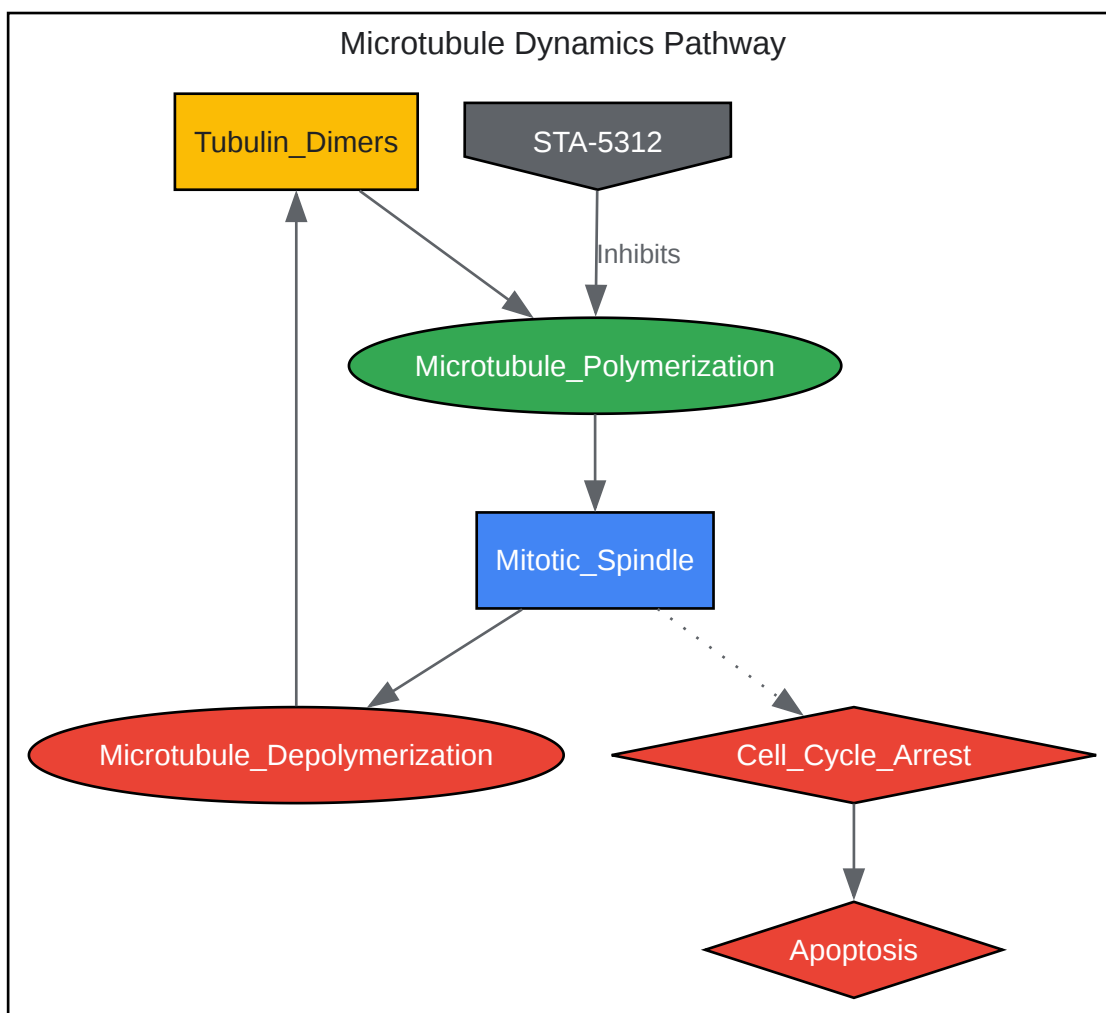 Microtubule Dynamics Pathway
Tubulin_Dimers
STA-5312
Inhibits
Microtubule_Polymerization
Mitotic_Spindle
Microtubule_Depolymerization
Cell_Cycle_Arrest
Apoptosis